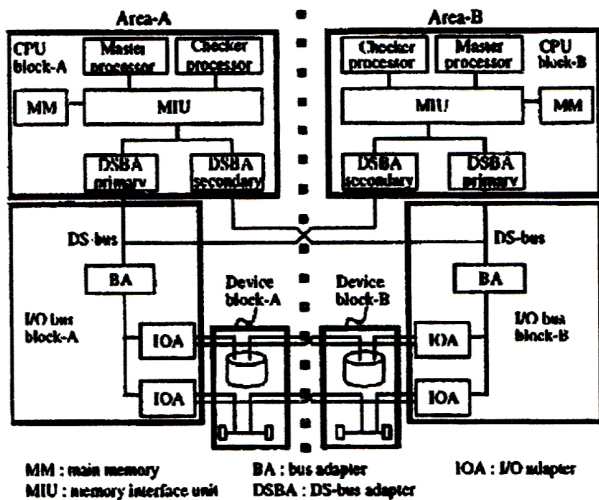 Area-A
Area-B
CPU block-A
Master processor
Checker processor
MM
MIU
DSBA primary
DSBA secondary
Checker processor
Master processor
CPU block-B
MIU
MM
DSBA secondary
DSBA primary
DS-bus
DS-bus
BA
BA
Device block-A
Device block-B
I/O bus block-A
I/O bus block-B
IOA
IOA
IOA
IOA
MM : main memory
BA : bus adapter
IOA : I/O adapter
MIU : memory interface unit
DSBA : DS-bus adapter